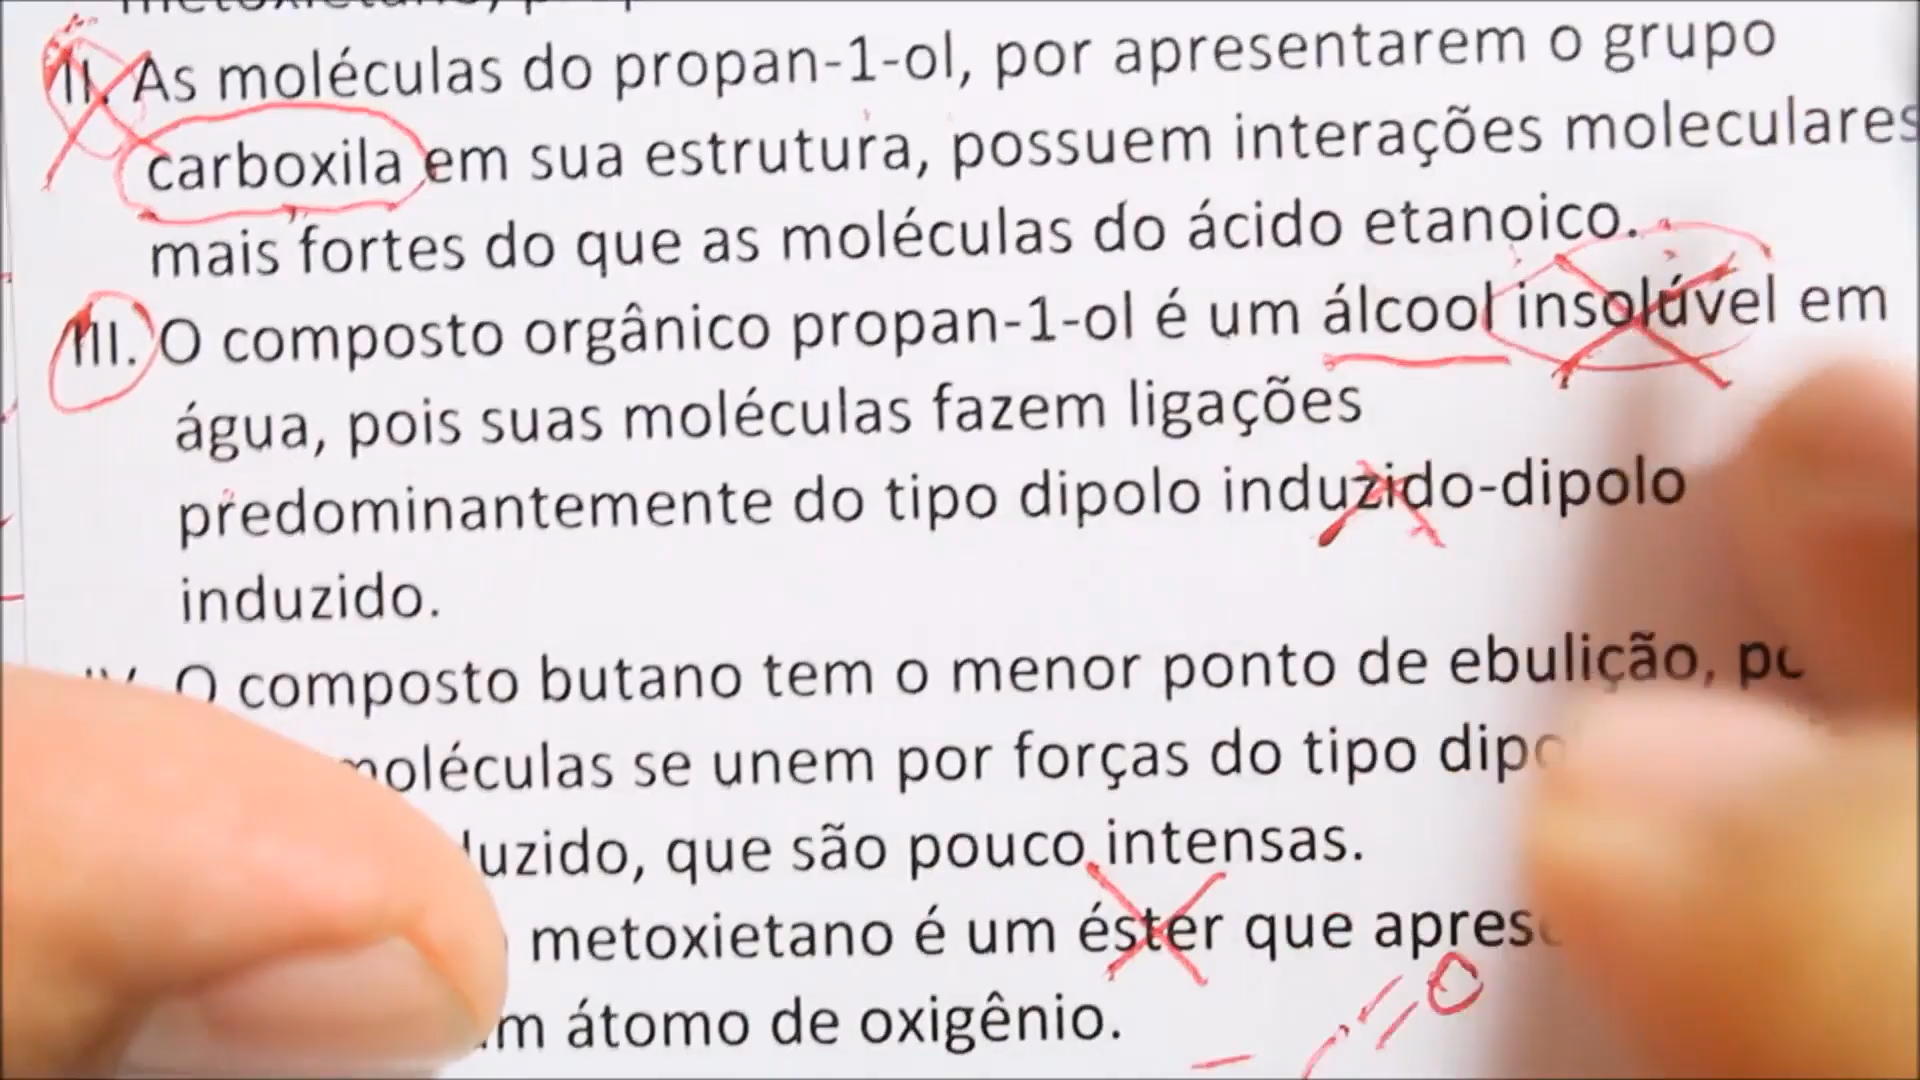 II. As moléculas do propan-1-ol, por apresentarem o grupo
carboxila em sua estrutura, possuem interações moleculares
mais fortes do que as moléculas do ácido etanoico.
III. O composto orgânico propan-1-ol é um álcool insolúvel em
água, pois suas moléculas fazem ligações
predominantemente do tipo dipolo induzido-dipolo
induzido.
O composto butano tem o menor ponto de ebulição,
moléculas se unem por forças do tipo
que são pouco intensas.
metoxietano é um éster que
átomo de oxigênio.